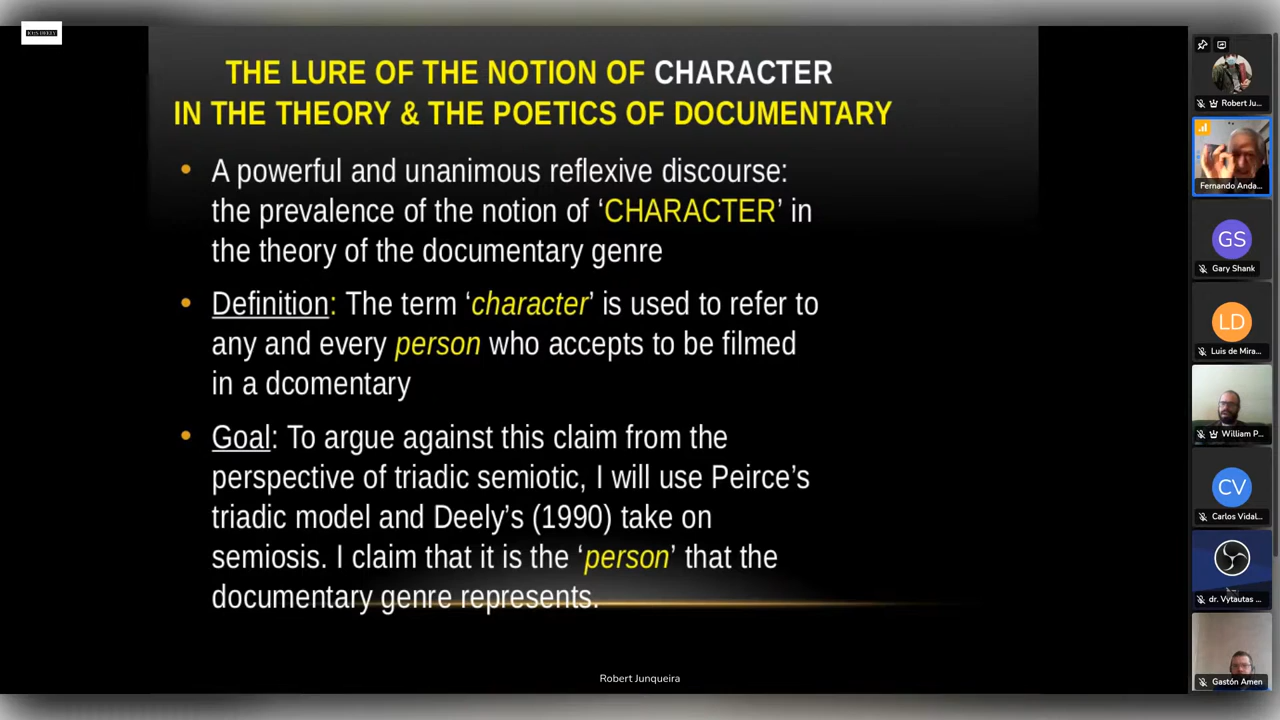 IO2S DEELY
THE LURE OF THE NOTION OF CHARACTER
IN THE THEORY & THE POETICS OF DOCUMENTARY
• A powerful and unanimous reflexive discourse:
the prevalence of the notion of ‘CHARACTER’ in
the theory of the documentary genre
• Definition: The term ‘character’ is used to refer to
any and every person who accepts to be filmed
in a dcomentary
• Goal: To argue against this claim from the
perspective of triadic semiotic, I will use Peirce’s
triadic model and Deely’s (1990) take on
semiosis. I claim that it is the ‘person’ that the
documentary genre represents.
Robert Junqueira
Robert Ju...
Fernando Anda...
GS
Gary Shank
LD
Luis de Mira...
William P...
CV
Carlos Vidal...
dr. Vytautas ...
Gastón Amen